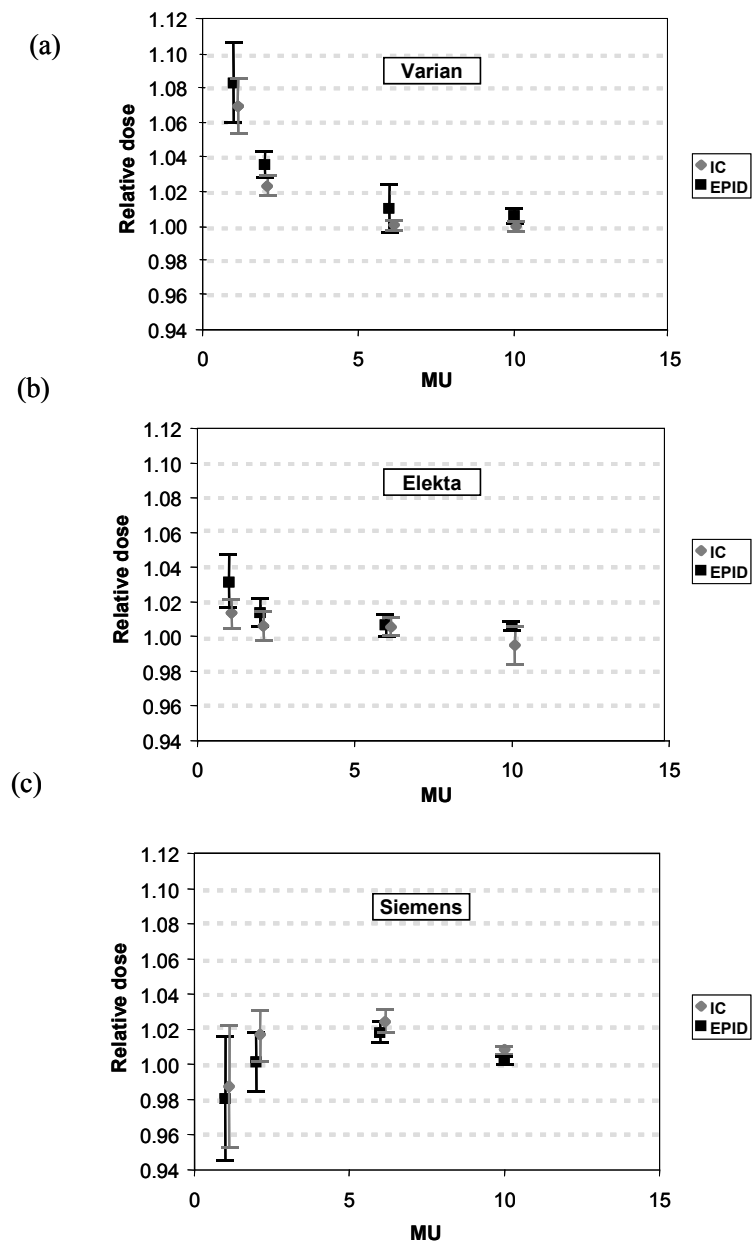 (a)
Varian
Relative dose
1.12
1.10
1.08
1.06
1.04
1.02
1.00
0.98
0.96
0.94
0
5
10
15
MU
IC
EPID
(b)
Elekta
Relative dose
1.12
1.10
1.08
1.06
1.04
1.02
1.00
0.98
0.96
0.94
0
5
10
15
MU
IC
EPID
(c)
Siemens
Relative dose
1.12
1.10
1.08
1.06
1.04
1.02
1.00
0.98
0.96
0.94
0
5
10
15
MU
IC
EPID